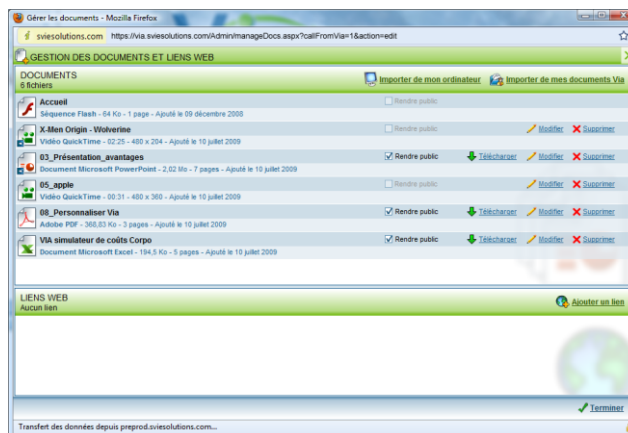 Gérer les documents - Mozilla Firefox
sviesolutions.com https://via.sviesolutions.com/Admin/manageDocs.aspx?callFromVia=1&action=edit
GESTION DES DOCUMENTS ET LIENS WEB
DOCUMENTS
6 fichiers
Importer de mon ordinateur Importer de mes documents Via
Accueil
Rendre public
Séquence Flash - 64 Ko - 1 page - Ajouté le 09 décembre 2008
X-Men Origin - Wolverine
Rendre public Modifier Supprimer
Vidéo QuickTime - 02:25 - 480 x 204 - Ajouté le 10 juillet 2009
03_Présentation_avantages
Rendre public Télécharger Modifier Supprimer
Document Microsoft PowerPoint - 2,02 Mo - 7 pages - Ajouté le 10 juillet 2009
05_apple
Rendre public Modifier Supprimer
Vidéo QuickTime - 00:31 - 480 x 360 - Ajouté le 10 juillet 2009
08_Personnaliser Via
Rendre public Télécharger Modifier Supprimer
Adobe PDF - 366,83 Ko - 3 pages - Ajouté le 10 juillet 2009
VIA simulateur de coûts Corpo
Rendre public Télécharger Modifier Supprimer
Document Microsoft Excel - 194,5 Ko - 5 pages - Ajouté le 10 juillet 2009
LIENS WEB
Aucun lien
Ajouter un lien
Terminer
Transfert des données depuis preprod.sviesolutions.com...